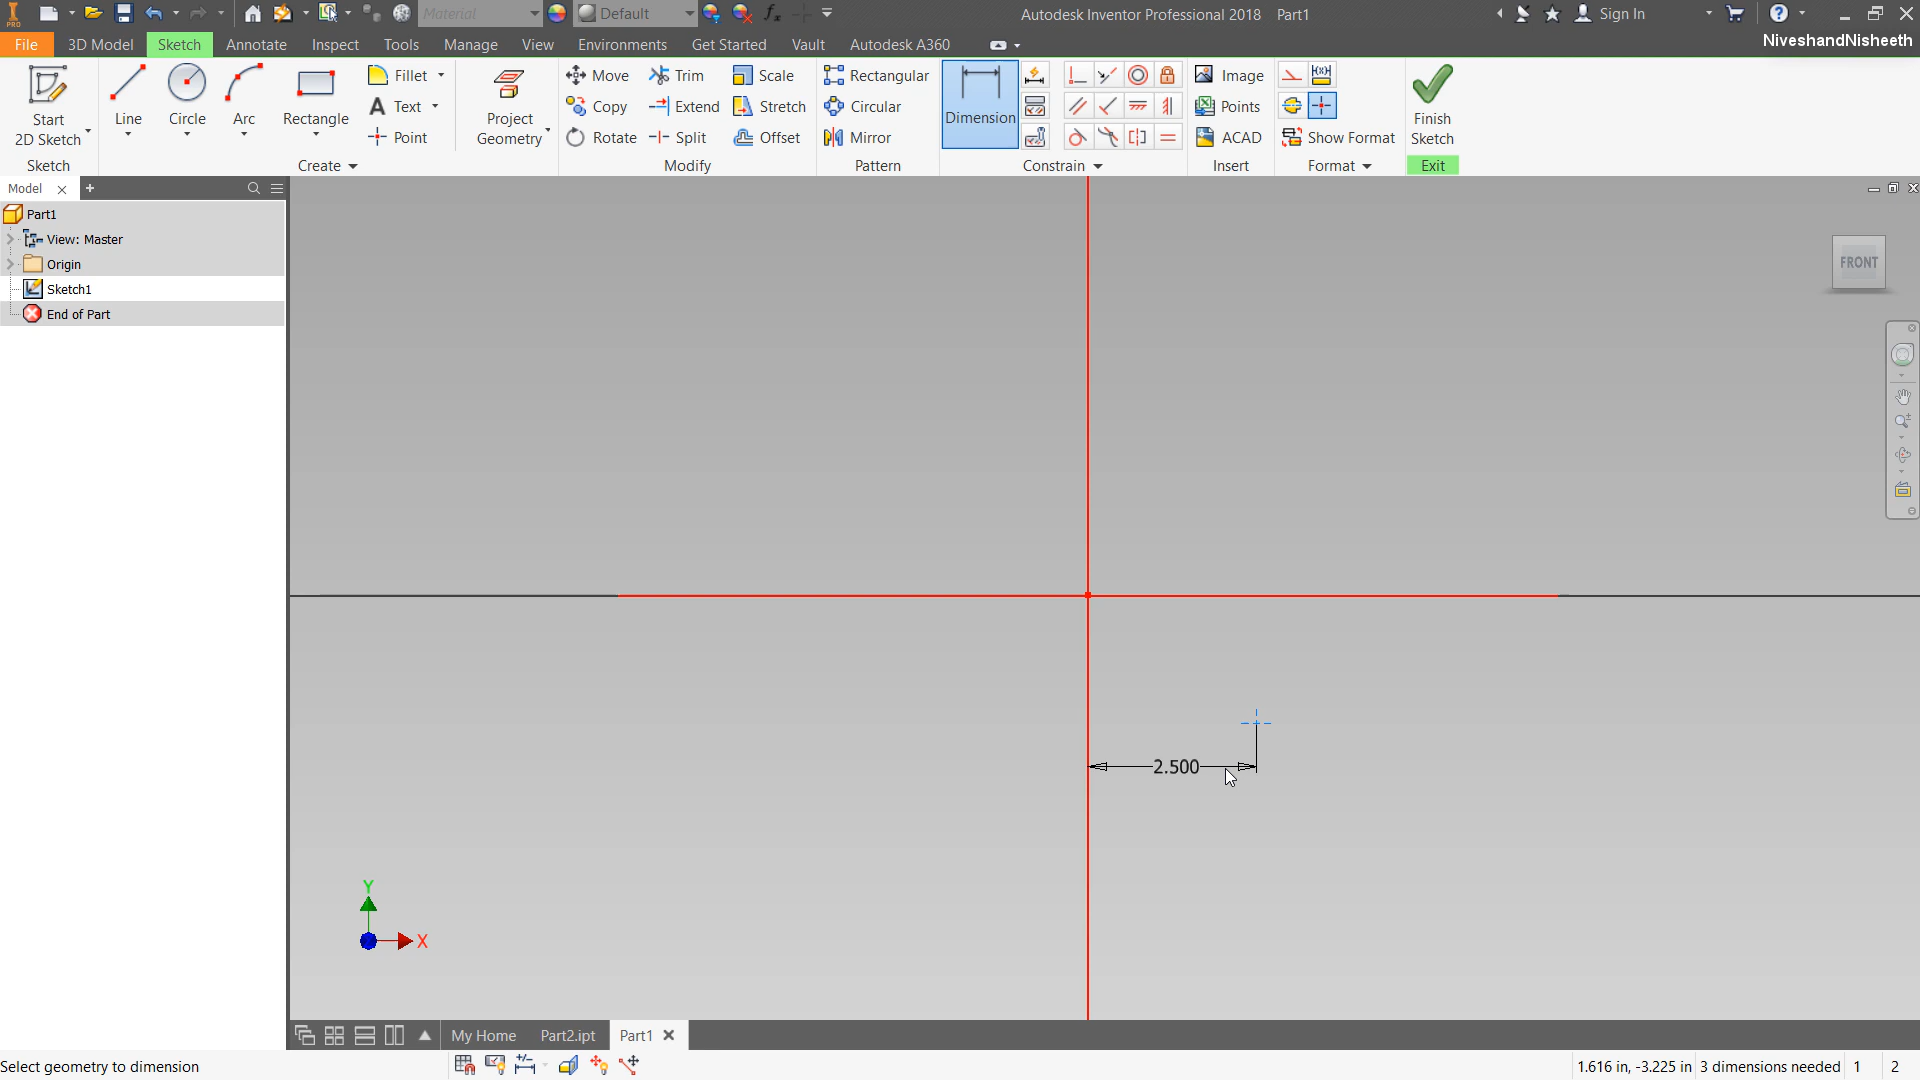 Material
Default
Autodesk Inventor Professional 2018 Part1
Sign In
PRO
File 3D Model Sketch Annotate Inspect Tools Manage View Environments Get Started Vault Autodesk A360
NiveshandNisheeth
Start
2D Sketch
Line
Circle
Arc
Rectangle
Fillet
Text
Point
Project
Geometry
Move
Copy
Rotate
Trim
Extend
Split
Scale
Stretch
Offset
Rectangular
Circular
Mirror
Dimension
Image
Points
ACAD
Show Format
Finish
Sketch
Sketch
Create
Modify
Pattern
Constrain
Insert
Format
Exit
Model
Part1
View: Master
Origin
Sketch1
End of Part
FRONT
2.500
Y
X
My Home Part2.ipt Part1
Select geometry to dimension
1.616 in, -3.225 in 3 dimensions needed 1 2